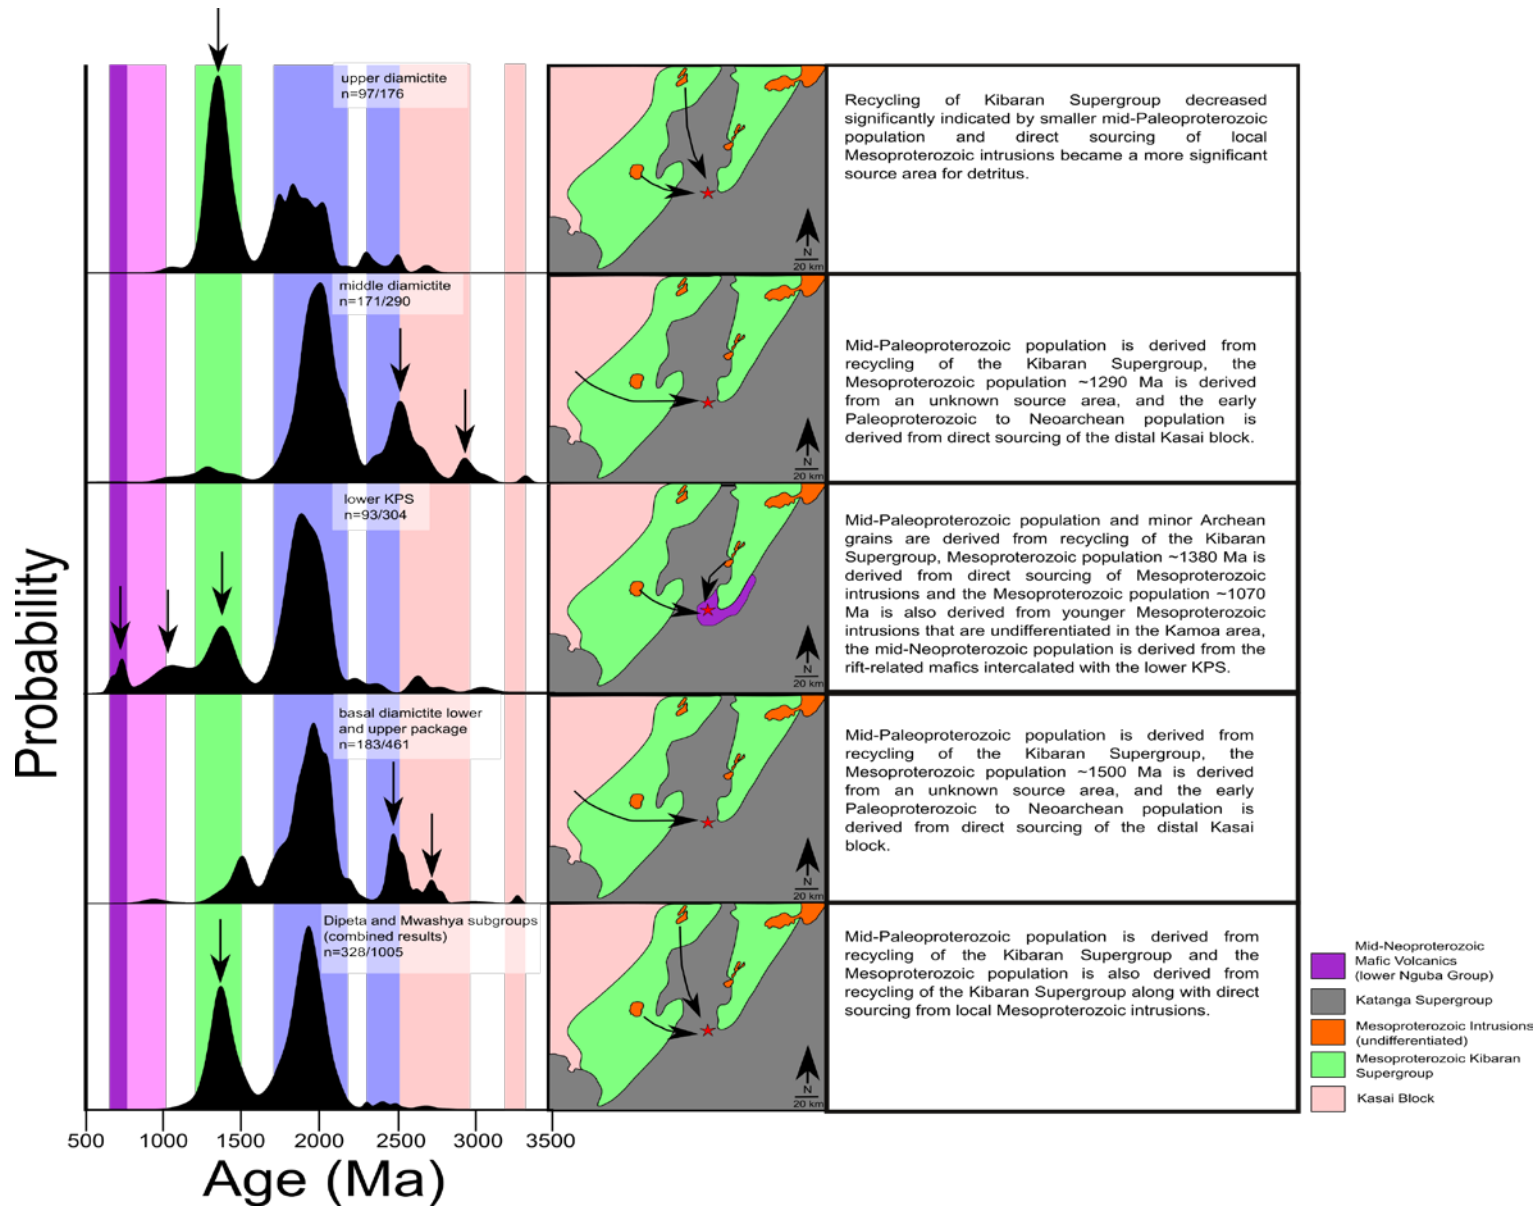 upper diamictite
n=97/176
N
20 km
Recycling of Kibaran Supergroup decreased
significantly indicated by smaller mid-Paleoproterozoic
population and direct sourcing of local
Mesoproterozoic intrusions became a more significant
source area for detritus.
middle diamictite
n=171/290
N
20 km
Mid-Paleoproterozoic population is derived from
recycling of the Kibaran Supergroup, the
Mesoproterozoic population ~1290 Ma is derived
from an unknown source area, and the early
Paleoproterozoic to Neoarchean population is
derived from direct sourcing of the distal Kasai block.
lower KPS
n=93/304
N
20 km
Mid-Paleoproterozoic population and minor Archean
grains are derived from recycling of the Kibaran
Supergroup, Mesoproterozoic population ~1380 Ma is
derived from direct sourcing of Mesoproterozoic
intrusions and the Mesoproterozoic population ~1070
Ma is also derived from younger Mesoproterozoic
intrusions that are undifferentiated in the Kamoa area,
the mid-Neoproterozoic population is derived from the
rift-related mafics intercalated with the lower KPS.
basal diamictite lower
and upper package
n=183/461
N
20 km
Mid-Paleoproterozoic population is derived from
recycling of the Kibaran Supergroup, the
Mesoproterozoic population ~1500 Ma is derived
from an unknown source area, and the early
Paleoproterozoic to Neoarchean population is
derived from direct sourcing of the distal Kasai
block.
Dipeta and Mwashya subgroups
(combined results)
n=328/1005
N
20 km
Mid-Paleoproterozoic population is derived from
recycling of the Kibaran Supergroup and the
Mesoproterozoic population is also derived from
recycling of the Kibaran Supergroup along with direct
sourcing from local Mesoproterozoic intrusions.
Probability
500 1000 1500 2000 2500 3000 3500
Age (Ma)
Mid-Neoproterozoic
Mafic Volcanics
(lower Nguba Group)
Katanga Supergroup
Mesoproterozoic Intrusions
(undifferentiated)
Mesoproterozoic Kibaran
Supergroup
Kasai Block